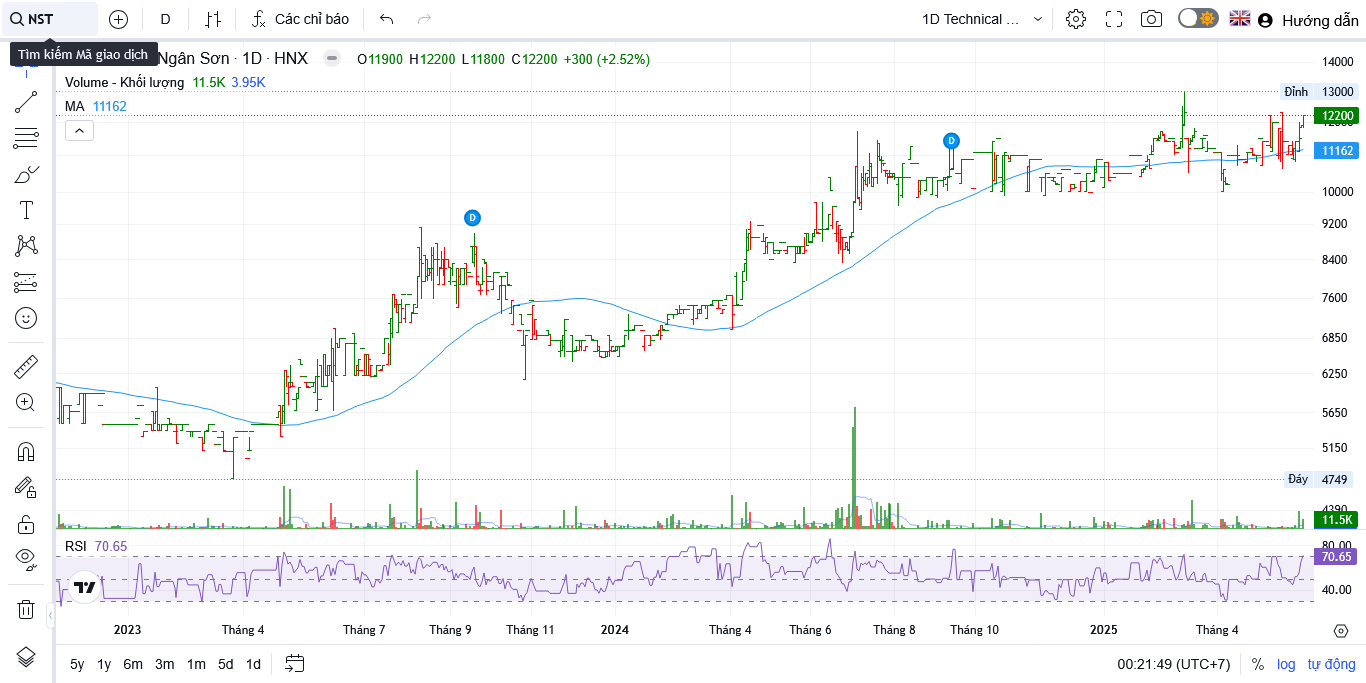 NST
D
Các chỉ báo
1D Technical ...
Hướng dẫn
Tìm kiếm Mã giao dịch
Ngân Sơn · 1D · HNX
O11900 H12200 L11800 C12200 +300 (+2.52%)
Volume - Khối lượng 11.5K 3.95K
MA 11162
14000
Đỉnh 13000
12200
12000
11162
10000
9200
8400
7600
6850
6250
5650
5150
Đáy 4749
4390
11.5K
D
D
RSI 70.65
80.00
70.65
40.00
2023 Tháng 4 Tháng 7 Tháng 9 Tháng 11 2024 Tháng 4 Tháng 6 Tháng 8 Tháng 10 2025 Tháng 4
5y 1y 6m 3m 1m 5d 1d
00:21:49 (UTC+7) % log tự động